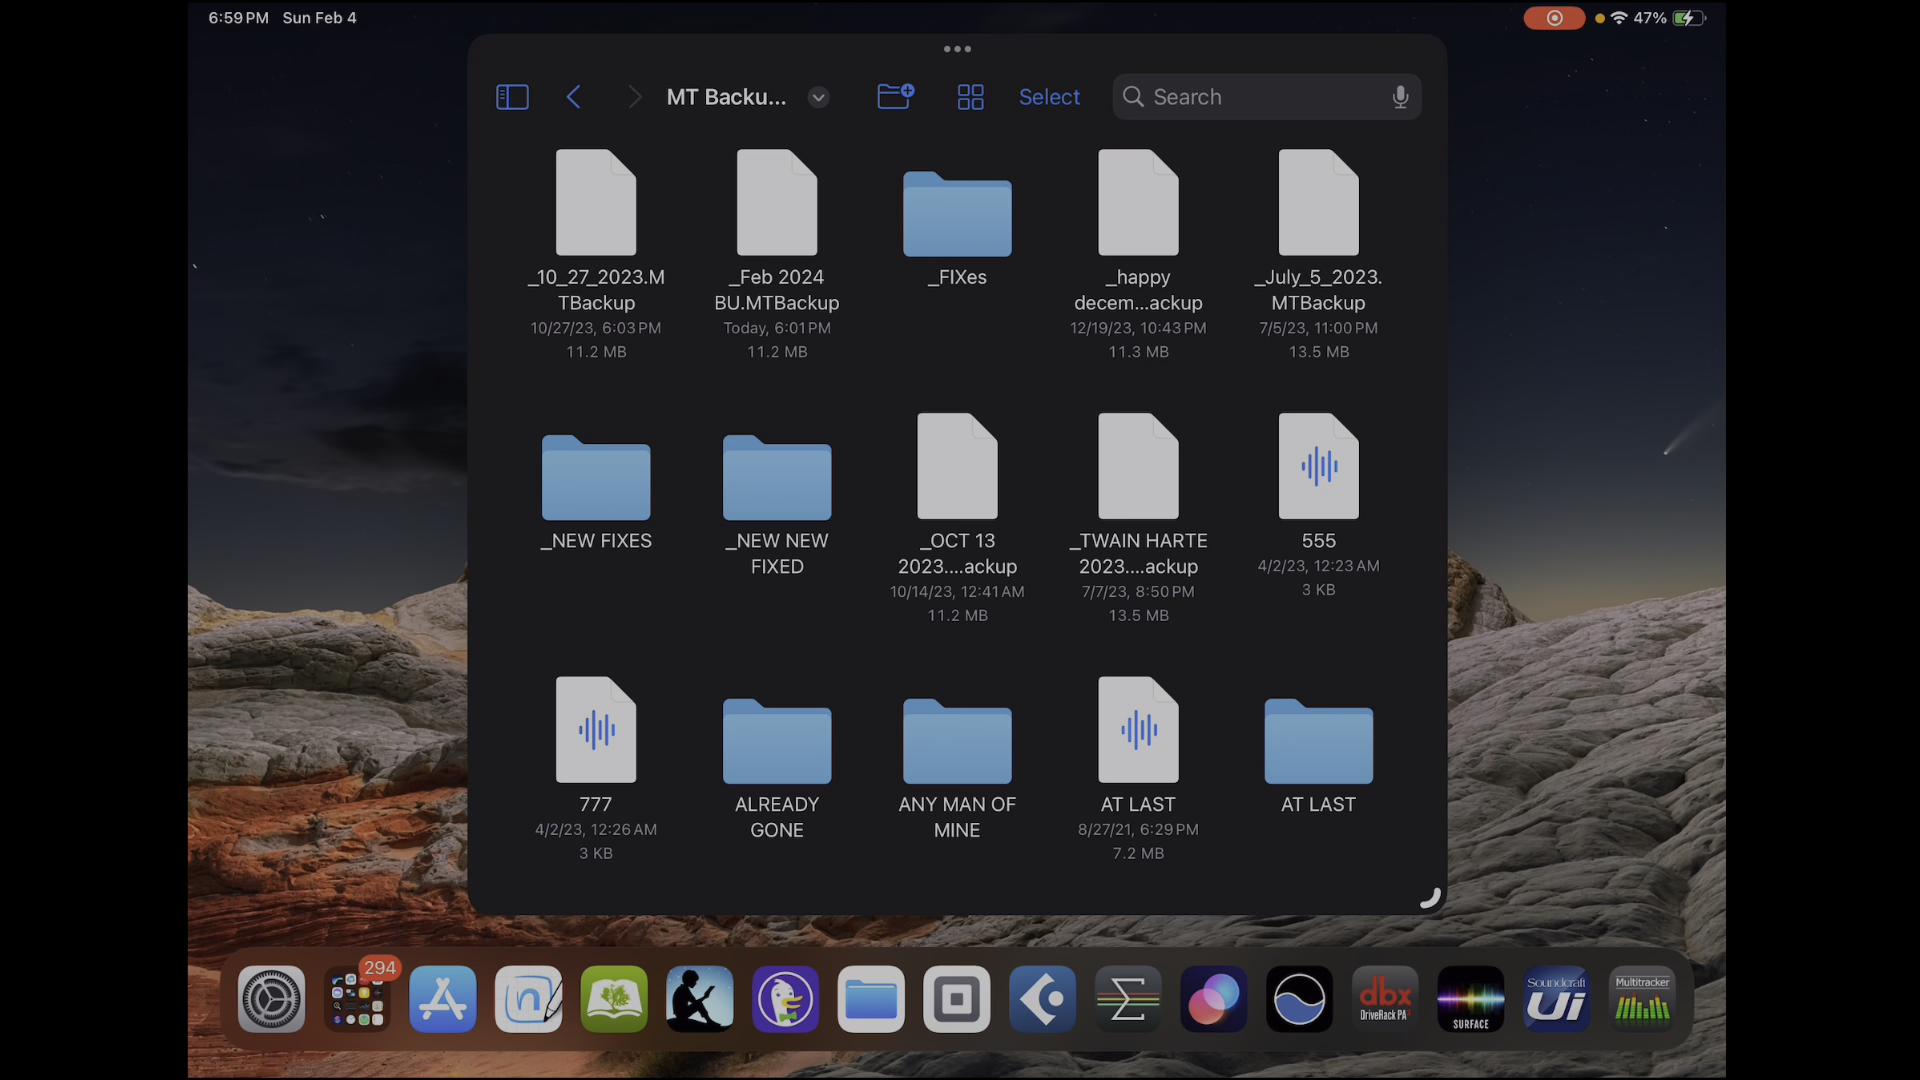 6:59 PM Sun Feb 4
47%
MT Backu...
Select
Search
_10_27_2023.M
TBackup
10/27/23, 6:03 PM
11.2 MB
_Feb 2024
BU.MTBackup
Today, 6:01 PM
11.2 MB
_FIXes
_happy
decem...ackup
12/19/23, 10:43 PM
11.3 MB
_July_5_2023.
MTBackup
7/5/23, 11:00 PM
13.5 MB
_NEW FIXES
_NEW NEW
FIXED
_OCT 13
2023....ackup
10/14/23, 12:41 AM
11.2 MB
_TWAIN HARTE
2023....ackup
7/7/23, 8:50 PM
13.5 MB
555
4/2/23, 12:23 AM
3 KB
777
4/2/23, 12:26 AM
3 KB
ALREADY
GONE
ANY MAN OF
MINE
AT LAST
8/27/21, 6:29 PM
7.2 MB
AT LAST
294
n
dbx
DriveRack PA²
SURFACE
Soundcraft
Ui
Multitracker